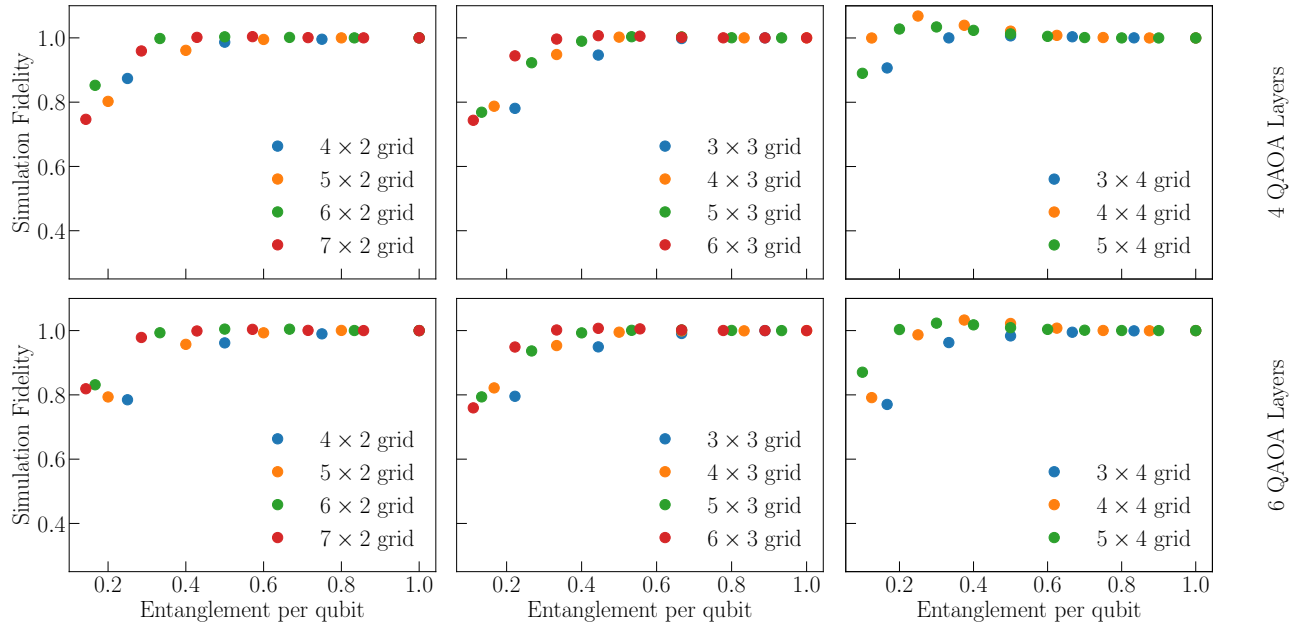 1.0
0.8
0.6
0.4
Simulation Fidelity
4 × 2 grid
5 × 2 grid
6 × 2 grid
7 × 2 grid
3 × 3 grid
4 × 3 grid
5 × 3 grid
6 × 3 grid
3 × 4 grid
4 × 4 grid
5 × 4 grid
4 QAOA Layers
1.0
0.8
0.6
0.4
Simulation Fidelity
4 × 2 grid
5 × 2 grid
6 × 2 grid
7 × 2 grid
0.2 0.4 0.6 0.8 1.0
Entanglement per qubit
3 × 3 grid
4 × 3 grid
5 × 3 grid
6 × 3 grid
0.2 0.4 0.6 0.8 1.0
Entanglement per qubit
3 × 4 grid
4 × 4 grid
5 × 4 grid
0.2 0.4 0.6 0.8 1.0
Entanglement per qubit
6 QAOA Layers